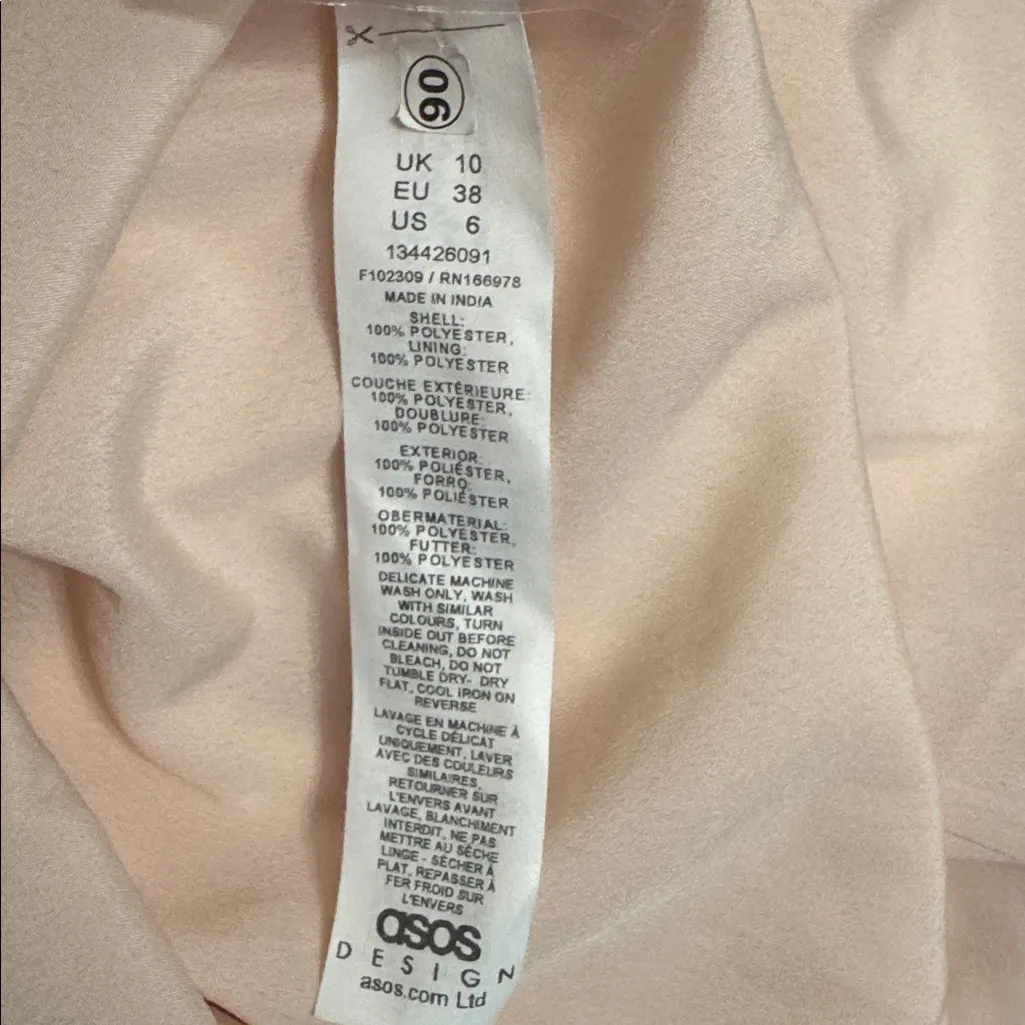 90
UK 10
EU 38
US 6
134426091
F102309 / RN166978
MADE IN INDIA
SHELL:
100% POLYESTER,
LINING:
100% POLYESTER
COUCHE EXTÉRIEURE:
100% POLYESTER,
DOUBLURE:
100% POLYESTER
EXTERIOR:
100% POLIÉSTER,
FORRO:
100% POLIÉSTER
OBERMATERIAL:
100% POLYESTER,
FUTTER:
100% POLYESTER
DELICATE MACHINE
WASH ONLY, WASH
WITH SIMILAR
COLOURS, TURN
INSIDE OUT BEFORE
CLEANING, DO NOT
BLEACH, DO NOT
TUMBLE DRY- DRY
FLAT, COOL IRON ON
REVERSE
LAVAGE EN MACHINE À
CYCLE DÉLICAT
UNIQUEMENT, LAVER
AVEC DES COULEURS
SIMILAIRES,
RETOURNER SUR
L'ENVERS AVANT
LAVAGE, BLANCHIMENT
INTERDIT, NE PAS
METTRE AU SÈCHE
LINGE - SÉCHER À
PLAT, REPASSER À
FER FROID SUR
L'ENVERS
asos
DESIGN
asos.com Ltd